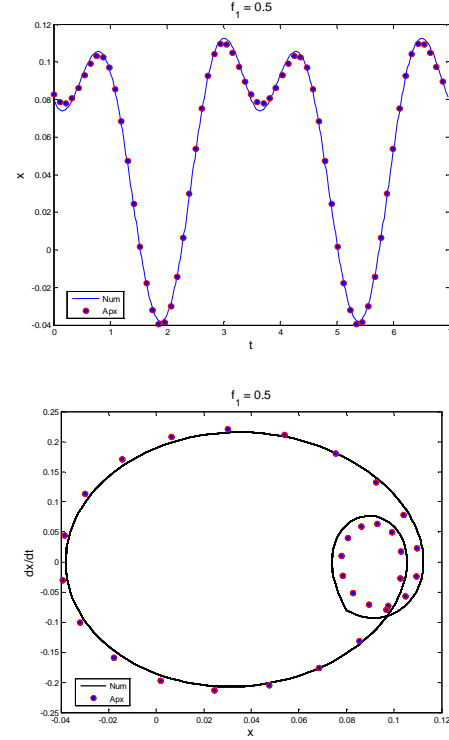 f_1 = 0.5
0.12
0.1
0.08
0.06
0.04
0.02
0
-0.02
-0.04
x
0 1 2 3 4 5 6 7
t
Num
Apx
f_1 = 0.5
0.25
0.2
0.15
0.1
0.05
0
-0.05
-0.1
-0.15
-0.2
-0.25
dx/dt
-0.04 -0.02 0 0.02 0.04 0.06 0.08 0.1 0.12
x
Num
Apx